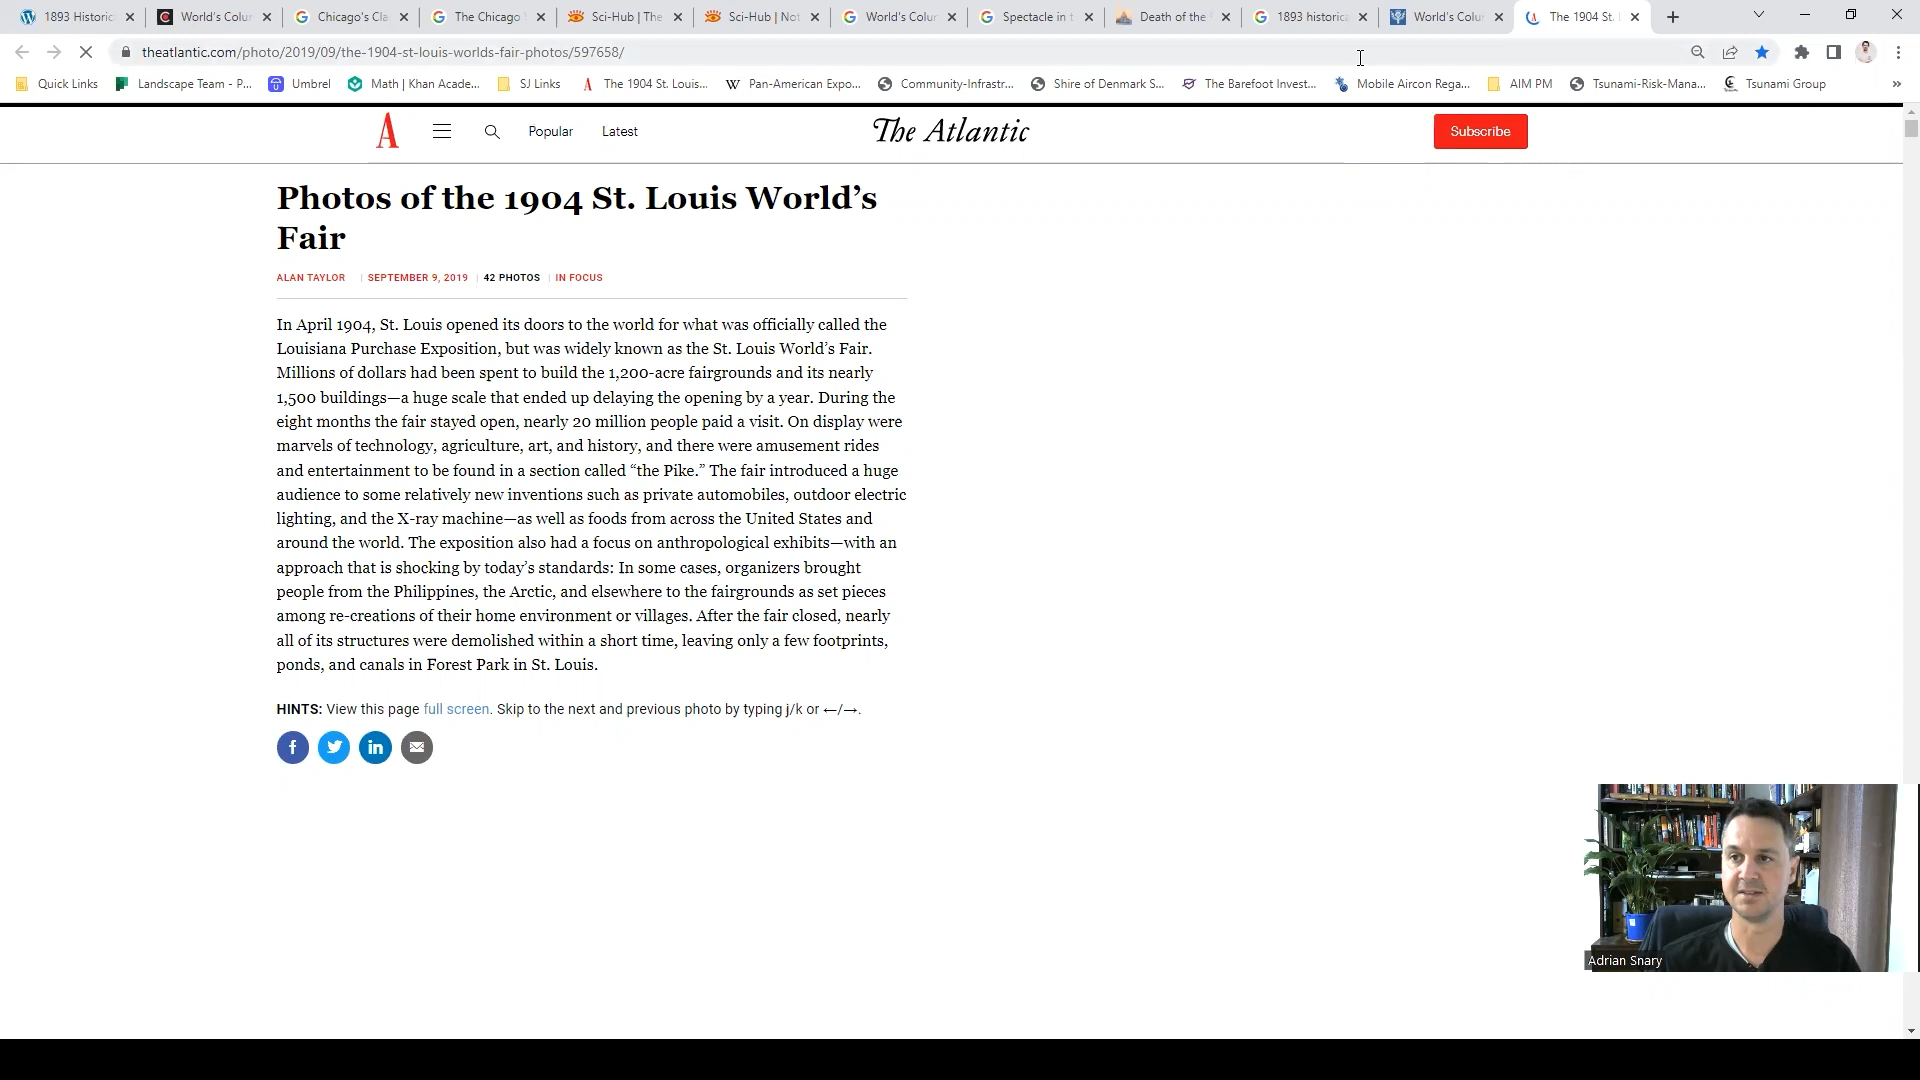 1893 Historic
World's Colu
Chicago's Cla
The Chicago
Sci-Hub | The
Sci-Hub | Not
World's Colu
Spectacle in t
Death of the
1893 historica
World's Colu
The 1904 St.
theatlantic.com/photo/2019/09/the-1904-st-louis-worlds-fair-photos/597658/
Quick Links
Landscape Team - P...
Umbrel
Math | Khan Acade...
SJ Links
The 1904 St. Louis...
Pan-American Expo...
Community-Infrastr...
Shire of Denmark S...
The Barefoot Invest...
Mobile Aircon Rega...
AIM PM
Tsunami-Risk-Mana...
Tsunami Group
»
A
Popular
Latest
The Atlantic
Subscribe
Photos of the 1904 St. Louis World’s
Fair
ALAN TAYLOR | SEPTEMBER 9, 2019 | 42 PHOTOS | IN FOCUS
In April 1904, St. Louis opened its doors to the world for what was officially called the
Louisiana Purchase Exposition, but was widely known as the St. Louis World’s Fair.
Millions of dollars had been spent to build the 1,200-acre fairgrounds and its nearly
1,500 buildings—a huge scale that ended up delaying the opening by a year. During the
eight months the fair stayed open, nearly 20 million people paid a visit. On display were
marvels of technology, agriculture, art, and history, and there were amusement rides
and entertainment to be found in a section called “the Pike.” The fair introduced a huge
audience to some relatively new inventions such as private automobiles, outdoor electric
lighting, and the X-ray machine—as well as foods from across the United States and
around the world. The exposition also had a focus on anthropological exhibits—with an
approach that is shocking by today’s standards: In some cases, organizers brought
people from the Philippines, the Arctic, and elsewhere to the fairgrounds as set pieces
among re-creations of their home environment or villages. After the fair closed, nearly
all of its structures were demolished within a short time, leaving only a few footprints,
ponds, and canals in Forest Park in St. Louis.
HINTS: View this page full screen. Skip to the next and previous photo by typing j/k or ←/→.
Adrian Snary